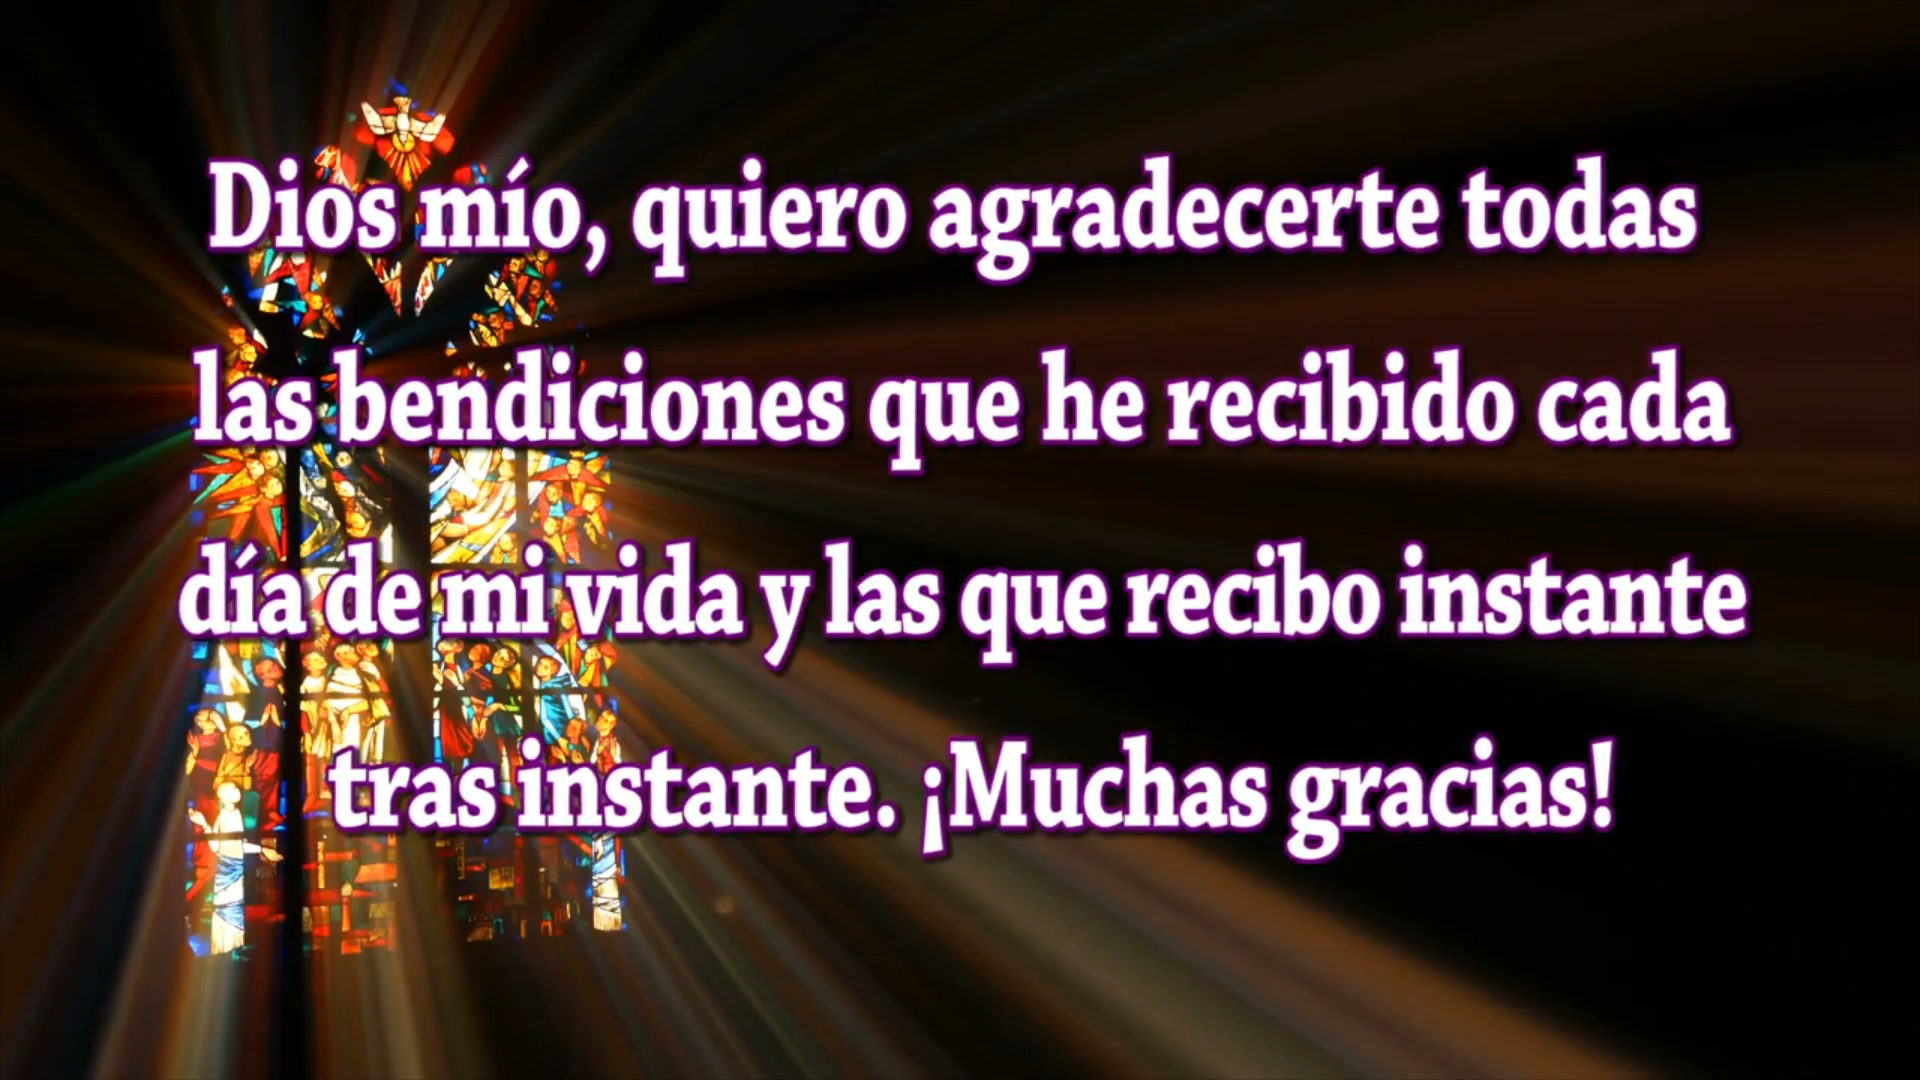 Dios mío, quiero agradecerte todas
las bendiciones que he recibido cada
día de mi vida y las que recibo instante
tras instante. ¡Muchas gracias!